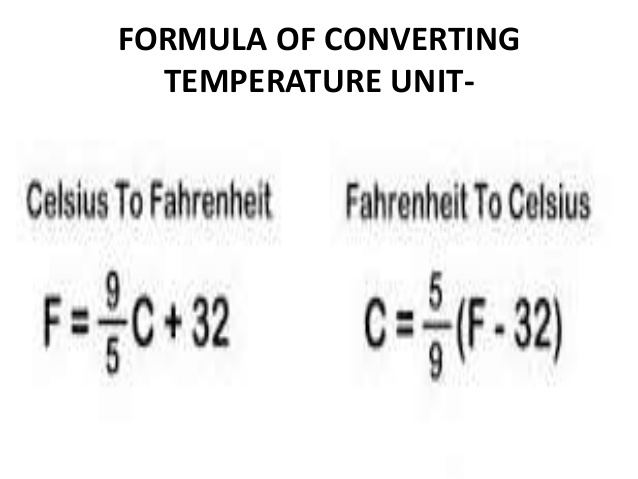 FORMULA OF CONVERTING
TEMPERATURE UNIT-
Celsius To Fahrenheit
F = 9/5 C + 32
Fahrenheit To Celsius
C = 5/9 (F - 32)